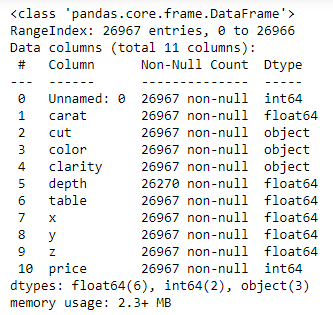 <class 'pandas.core.frame.DataFrame'>
RangeIndex: 26967 entries, 0 to 26966
Data columns (total 11 columns):
 #   Column      Non-Null Count  Dtype
---  ------      --------------  -----
 0   Unnamed: 0  26967 non-null  int64
 1   carat       26967 non-null  float64
 2   cut         26967 non-null  object
 3   color       26967 non-null  object
 4   clarity     26967 non-null  object
 5   depth       26270 non-null  float64
 6   table       26967 non-null  float64
 7   x           26967 non-null  float64
 8   y           26967 non-null  float64
 9   z           26967 non-null  float64
 10  price       26967 non-null  int64
dtypes: float64(6), int64(2), object(3)
memory usage: 2.3+ MB